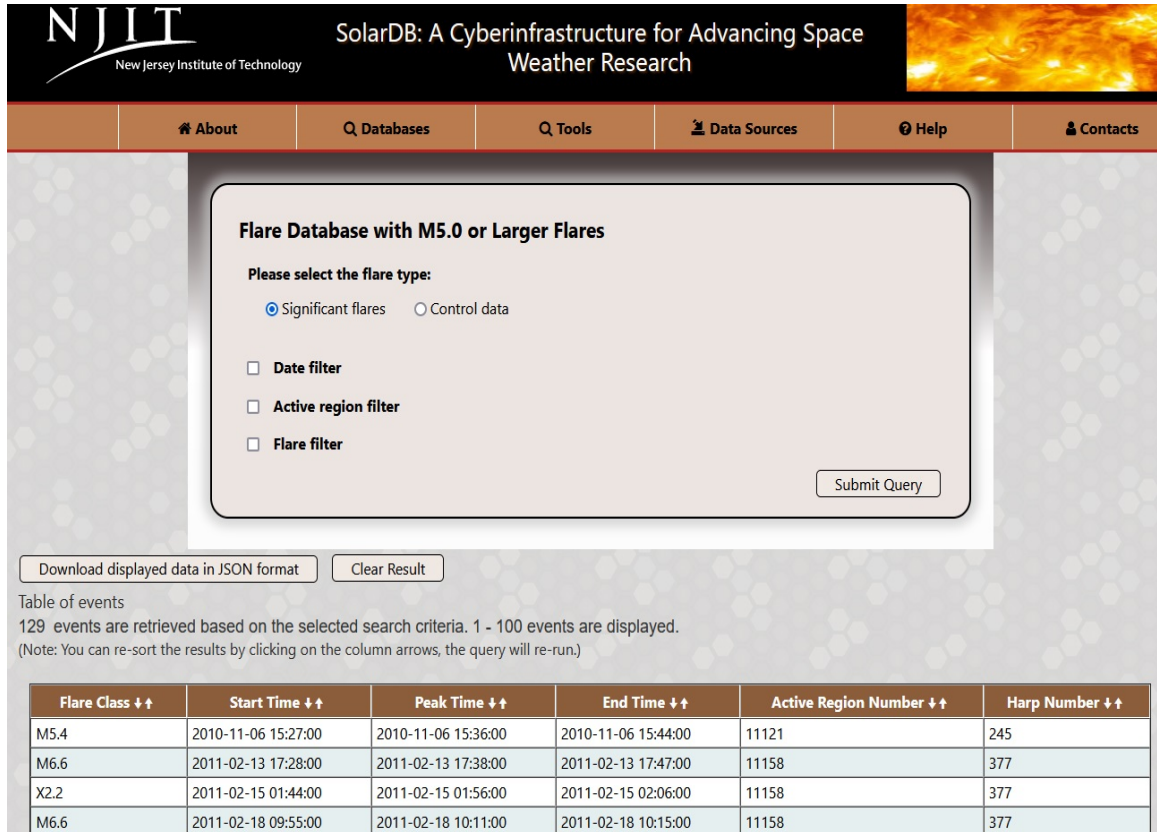 NJIT
New Jersey Institute of Technology
SolarDB: A Cyberinfrastructure for Advancing Space
Weather Research
About Databases Tools Data Sources Help Contacts
Flare Database with M5.0 or Larger Flares
Please select the flare type:
Significant flares Control data
Date filter
Active region filter
Flare filter
Submit Query
Download displayed data in JSON format Clear Result
Table of events
129 events are retrieved based on the selected search criteria. 1 - 100 events are displayed.
(Note: You can re-sort the results by clicking on the column arrows, the query will re-run.)
Flare Class Start Time Peak Time End Time Active Region Number Harp Number
M5.4 2010-11-06 15:27:00 2010-11-06 15:36:00 2010-11-06 15:44:00 11121 245
M6.6 2011-02-13 17:28:00 2011-02-13 17:38:00 2011-02-13 17:47:00 11158 377
X2.2 2011-02-15 01:44:00 2011-02-15 01:56:00 2011-02-15 02:06:00 11158 377
M6.6 2011-02-18 09:55:00 2011-02-18 10:11:00 2011-02-18 10:15:00 11158 377